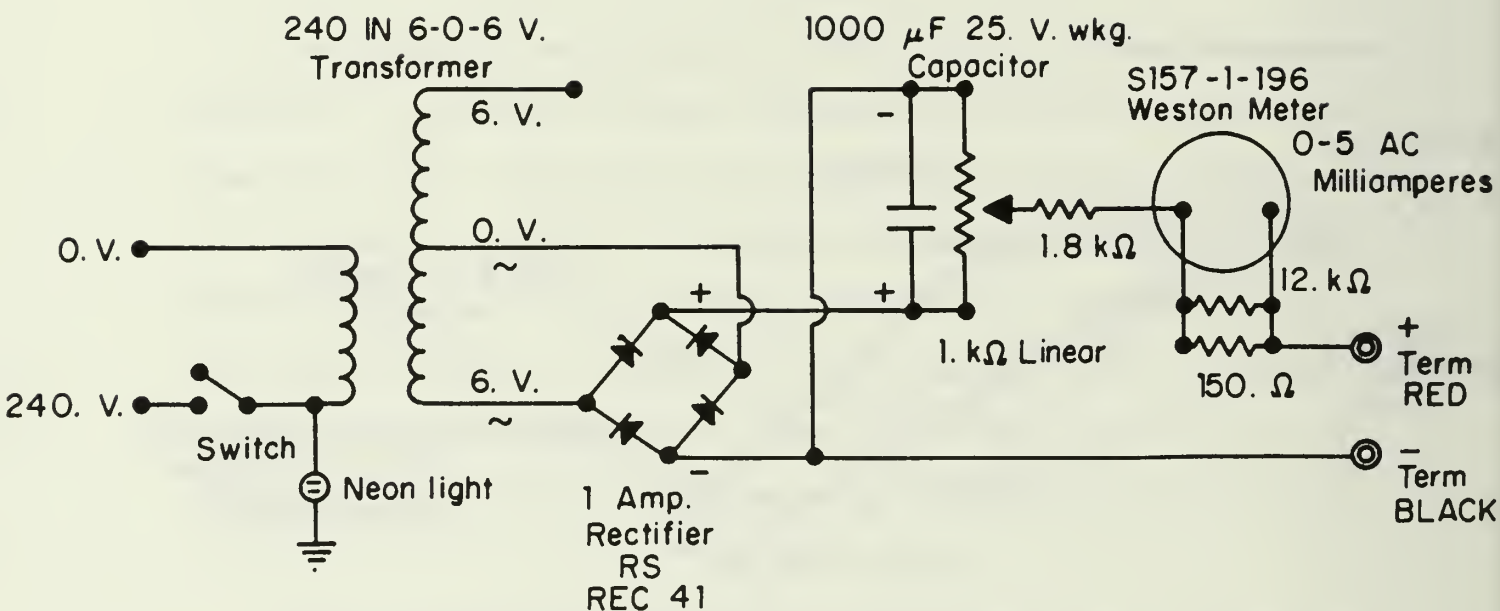 240 IN 6-0-6 V.
Transformer
1000 μF 25. V. wkg.
Capacitor
S157-1-196
Weston Meter
0-5 AC
Milliamperes
6. V.
-
0. V.
0. V.
~
1.8 kΩ
12. kΩ
+
+
1. kΩ Linear
150. Ω
+
Term
RED
240. V.
6. V.
~
Switch
Neon light
-
1 Amp.
Rectifier
RS
REC 41
-
Term
BLACK